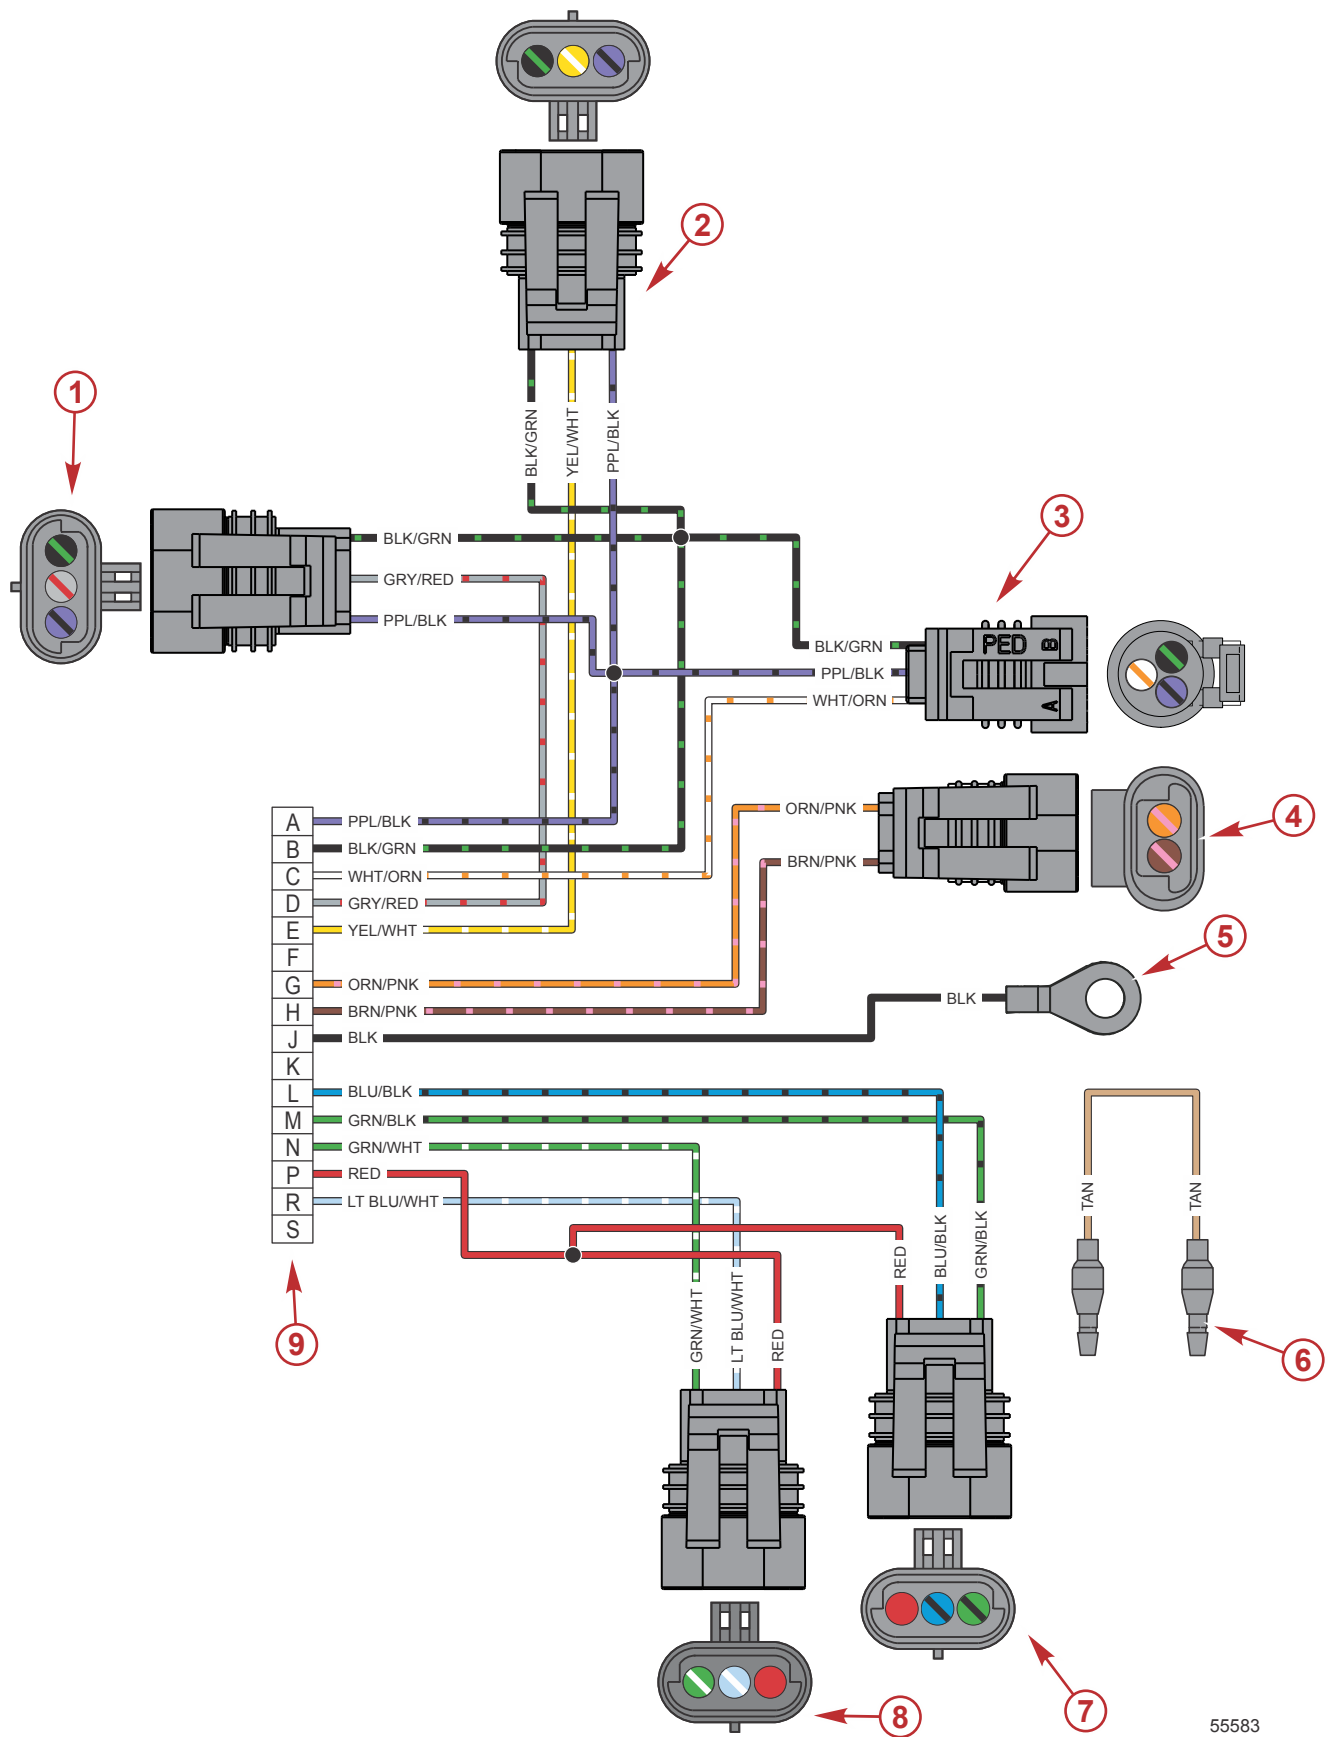 2
1
BLK/GRN
YEL/WHT
PPL/BLK
3
BLK/GRN
GRY/RED
PPL/BLK
BLK/GRN
PPL/BLK
WHT/ORN
PED
B
A
4
ORN/PNK
BRN/PNK
5
BLK
A PPL/BLK
B BLK/GRN
C WHT/ORN
D GRY/RED
E YEL/WHT
F
G ORN/PNK
H BRN/PNK
J BLK
K
L BLU/BLK
M GRN/BLK
N GRN/WHT
P RED
R LT BLU/WHT
S
9
TAN
TAN
6
RED
BLU/BLK
GRN/BLK
GRN/WHT
LT BLU/WHT
RED
7
8
55583